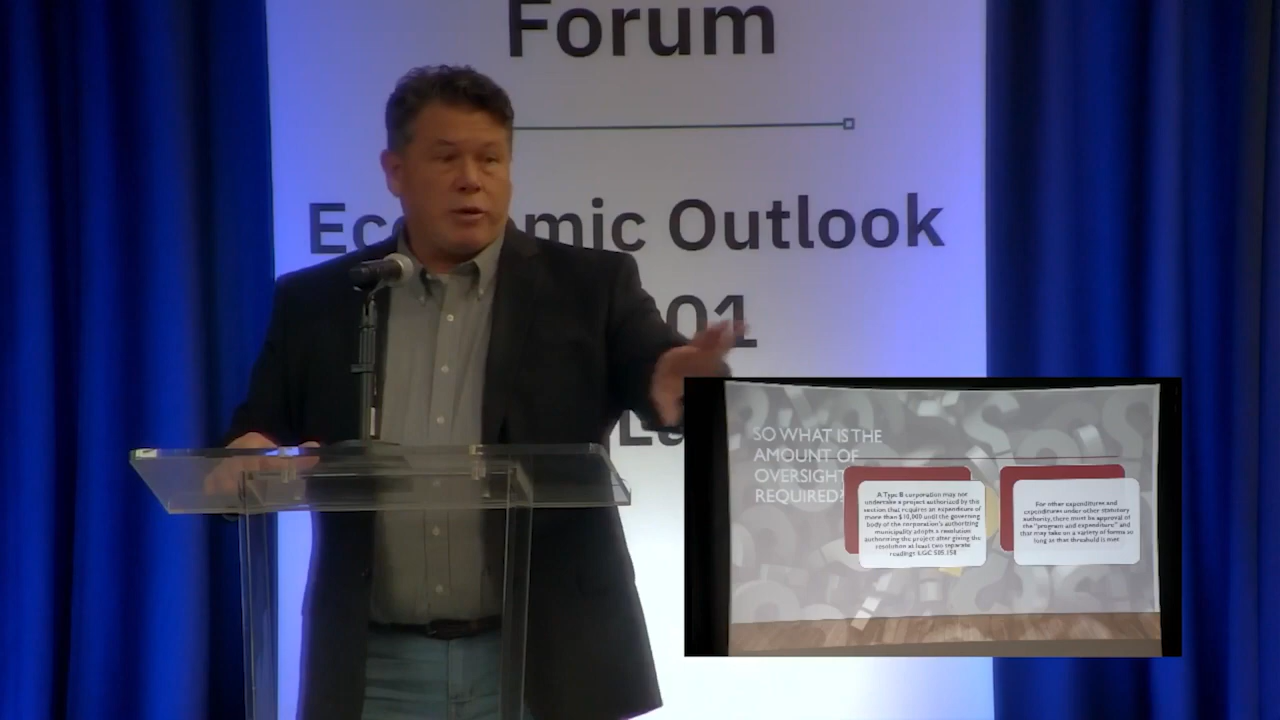 Forum
Economic Outlook
01
SO WHAT IS THE
AMOUNT OF
OVERSIGHT
REQUIRED?
A Type B corporation may not
undertake a project authorized by this
section that requires an expenditure of
more than $10,000 until the governing
body of the corporation's authorizing
municipality adopts a resolution
authorizing the project after giving the
resolution at least two separate
readings LGC 505.158
For other expenditures and
expenditures under other statutory
authority, there must be approval of
the "program and expenditure" and
that may take on a variety of forms so
long as that threshold is met.